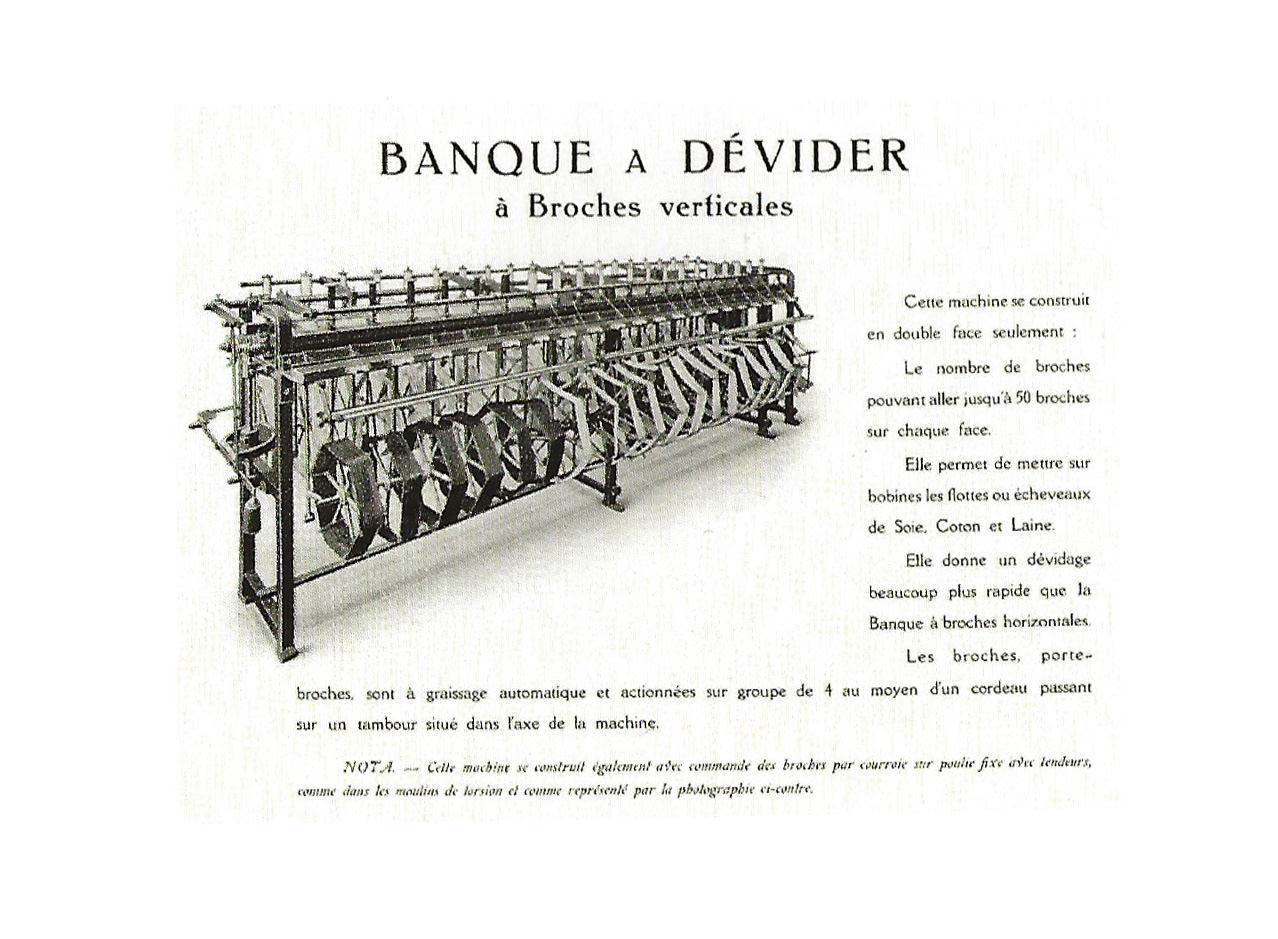 BANQUE A DÉVIDER
à Broches verticales
Cette machine se construit
en double face seulement :
Le nombre de broches
pouvant aller jusqu'à 50 broches
sur chaque face.
Elle permet de mettre sur
bobines les flottes ou écheveaux
de Soie, Coton et Laine.
Elle donne un dévidage
beaucoup plus rapide que la
Banque à broches horizontales.
Les broches, porte-
broches, sont à graissage automatique et actionnées sur groupe de 4 au moyen d'un cordeau passant
sur un tambour situé dans l'axe de la machine.
NOTA. — Cette machine se construit également avec commande des broches par courroie sur poulie fixe avec tendeurs,
comme dans les moulins de torsion et comme représenté par la photographie ci-contre.